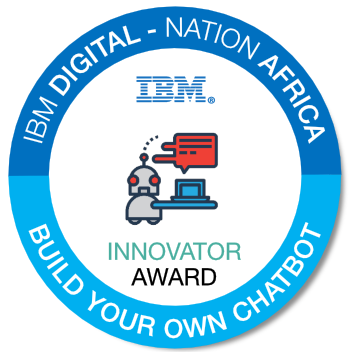 IBM DIGITAL - NATION AFRICA
IBM®
INNOVATOR
AWARD
BUILD YOUR OWN CHATBOT